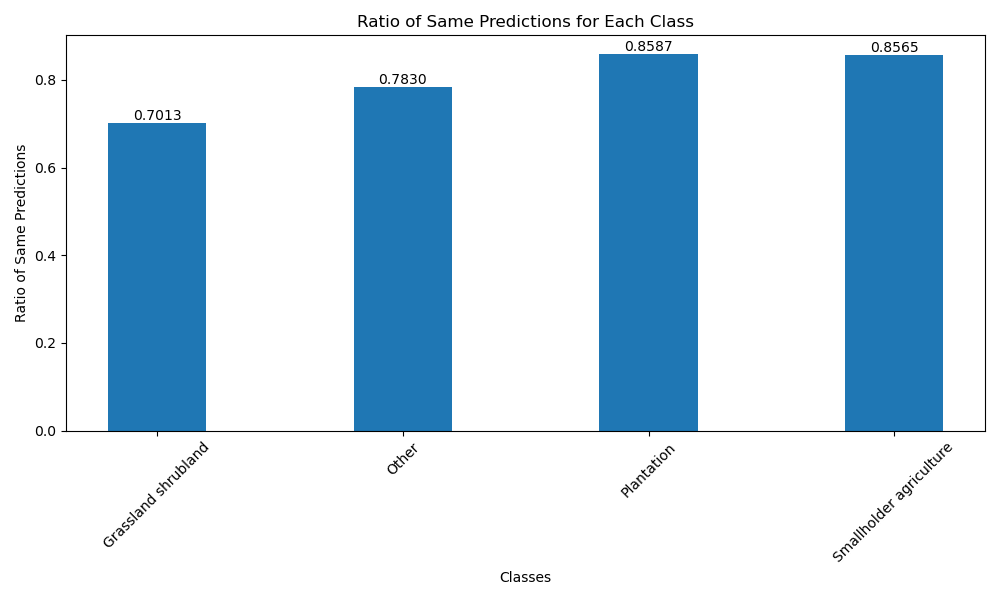 Ratio of Same Predictions for Each Class
Ratio of Same Predictions
0.8
0.6
0.4
0.2
0.0
0.7013
0.7830
0.8587
0.8565
Grassland shrubland
Other
Plantation
Smallholder agriculture
Classes